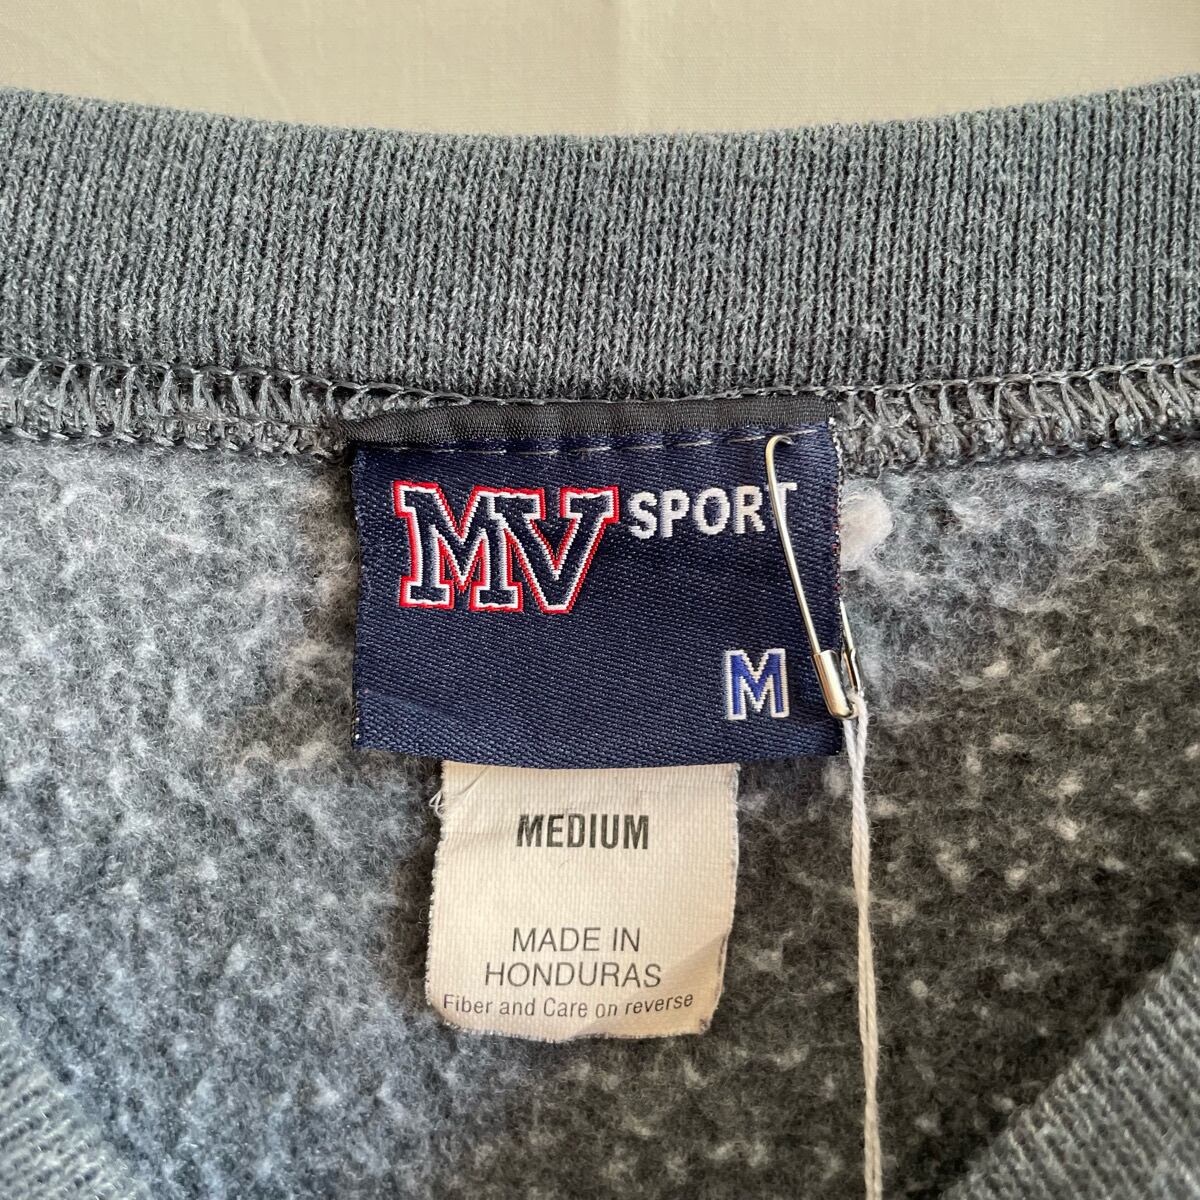 MV SPORT
M
MEDIUM
MADE IN
HONDURAS
Fiber and Care on reverse